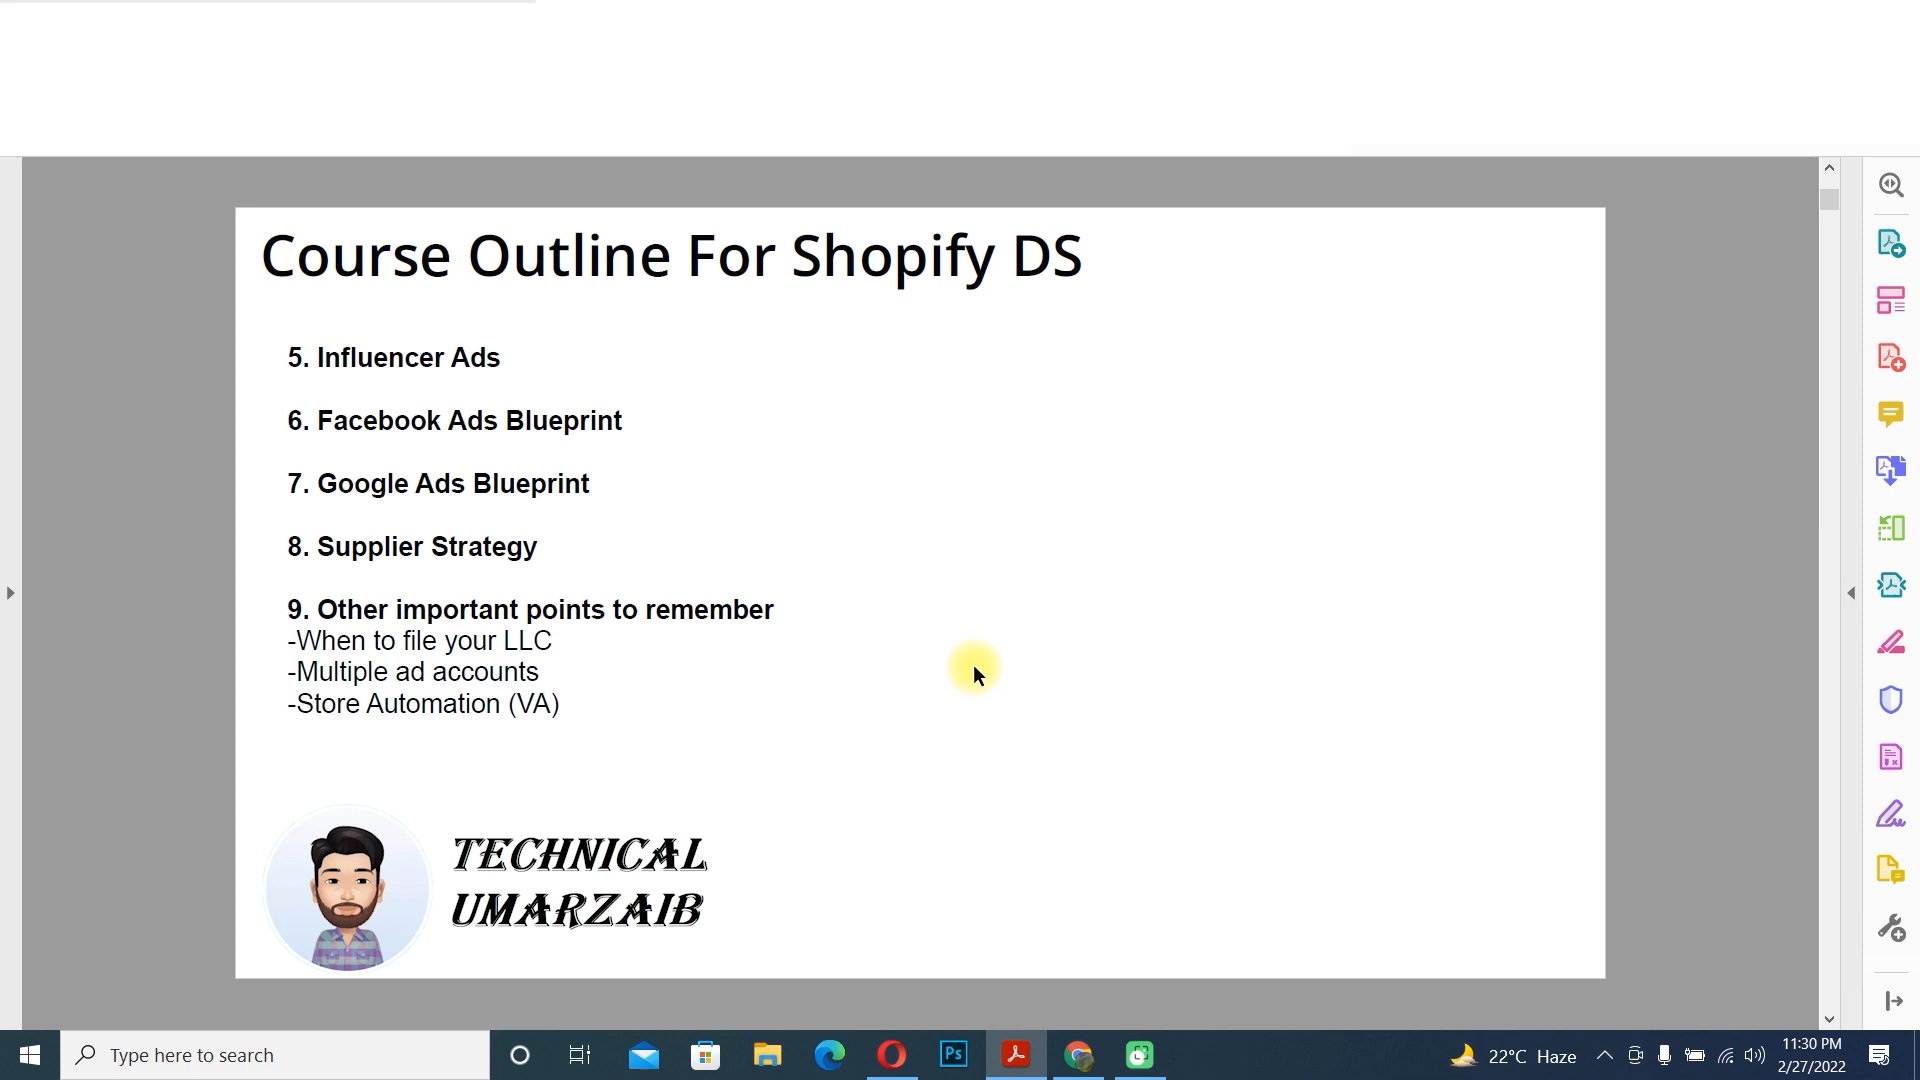 Course Outline For Shopify DS
5. Influencer Ads
6. Facebook Ads Blueprint
7. Google Ads Blueprint
8. Supplier Strategy
9. Other important points to remember
-When to file your LLC
-Multiple ad accounts
-Store Automation (VA)
TECHNICAL
UMARZAIB
Type here to search
Ps
22°C Haze
11:30 PM
2/27/2022